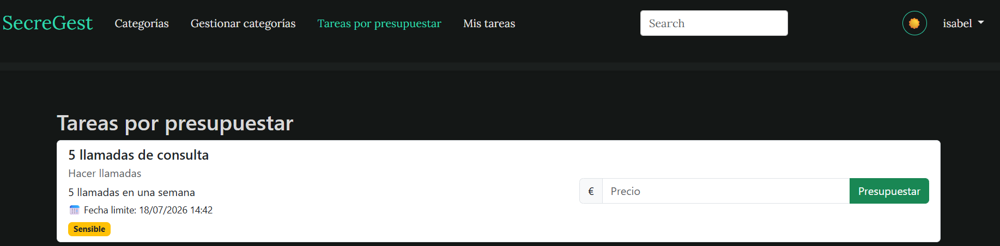 SecreGest Categorías Gestionar categorías Tareas por presupuestar Mis tareas Search isabel
Tareas por presupuestar
5 llamadas de consulta
Hacer llamadas
5 llamadas en una semana
€ Precio Presupuestar
Fecha limite: 18/07/2026 14:42
Sensible